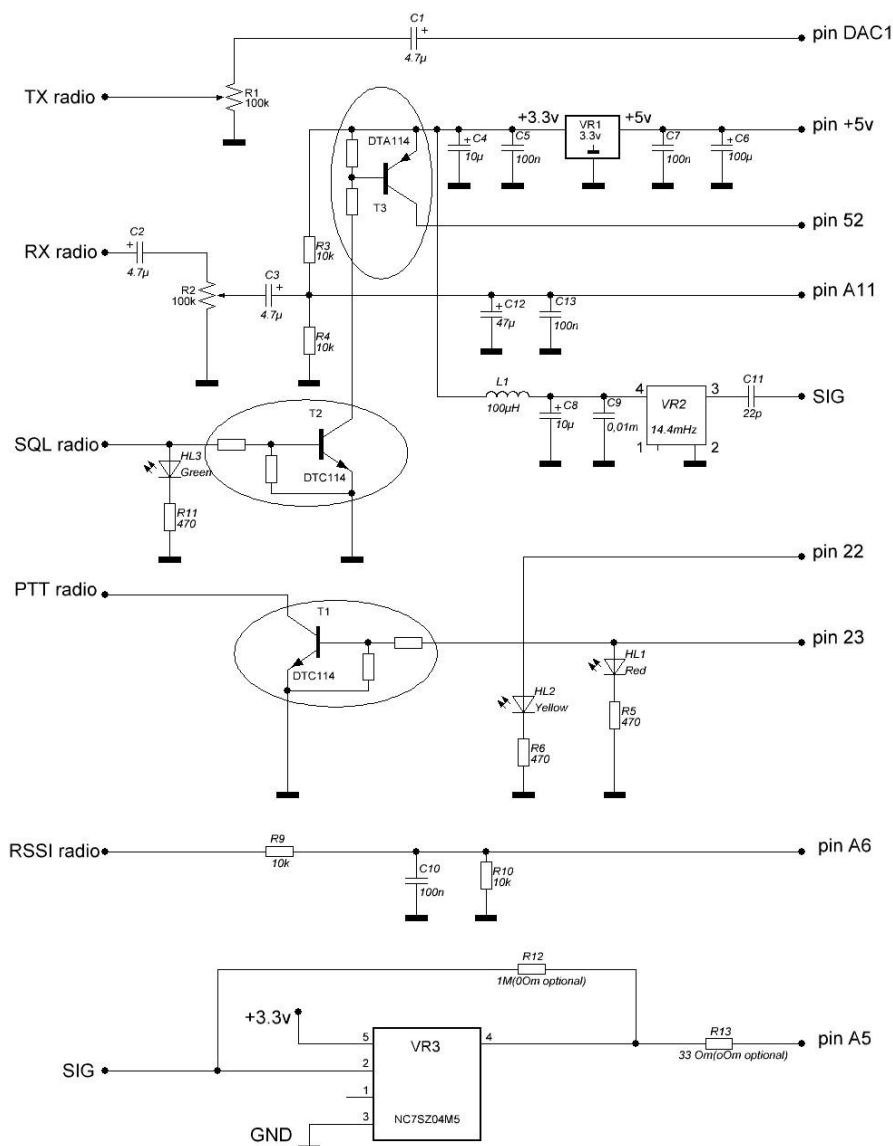 C1
+
4.7µ
pin DAC1
TX radio
R1
100k
+3.3v
VR1
3.3v
+5v
pin +5v
DTA114
+ C4
10µ
C5
100n
C7
100n
+ C6
100µ
T3
pin 52
RX radio
C2
+
4.7µ
R3
10k
R2
100k
C3
+
4.7µ
pin A11
R4
10k
+ C12
47µ
C13
100n
L1
100µH
+ C8
10µ
C9
0,01m
4
VR2
3
14.4mHz
1
2
C11
22p
SIG
T2
SQL radio
HL3
Green
DTC114
R11
470
pin 22
PTT radio
T1
pin 23
DTC114
HL1
Red
HL2
Yellow
R5
470
R6
470
RSSI radio
R9
10k
pin A6
C10
100n
R10
10k
R12
1M(0Om optional)
+3.3v
5
VR3
4
R13
33 Om(oOm optional)
pin A5
SIG
2
1
3
NC7SZ04M5
GND